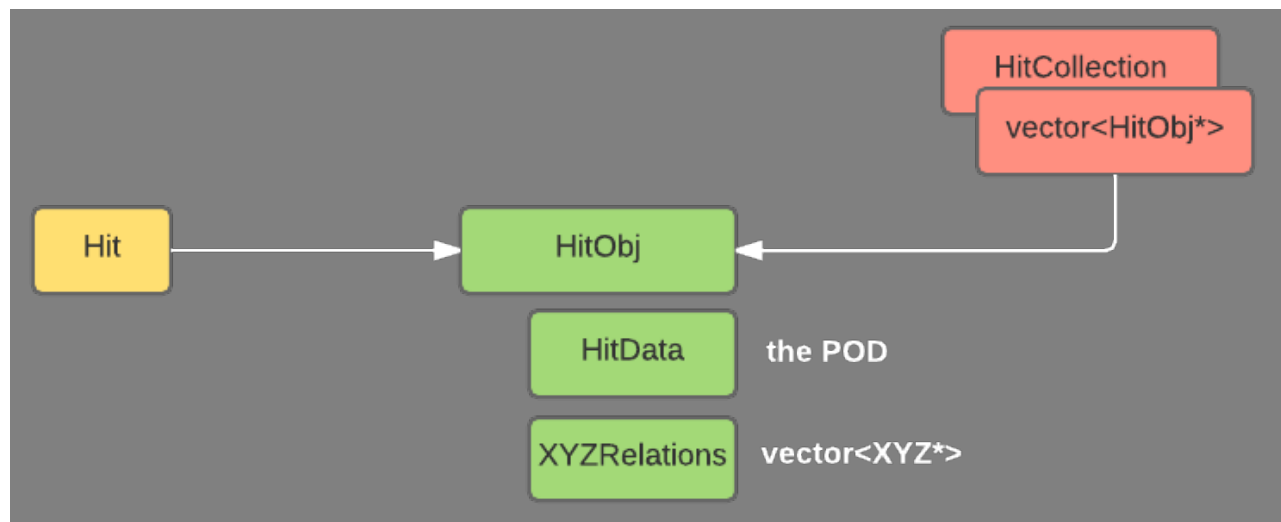 HitCollection
vector<HitObj*>
Hit
HitObj
HitData
the POD
XYZRelations
vector<XYZ*>